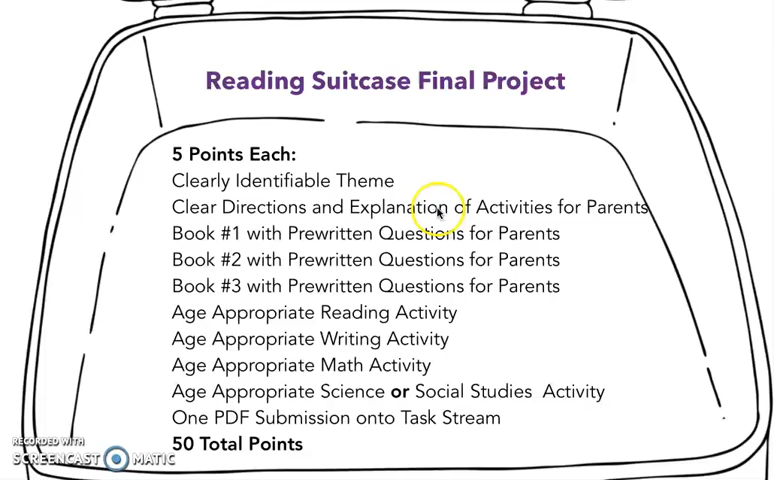 Reading Suitcase Final Project
5 Points Each:
Clearly Identifiable Theme
Clear Directions and Explanation of Activities for Parents
Book #1 with Prewritten Questions for Parents
Book #2 with Prewritten Questions for Parents
Book #3 with Prewritten Questions for Parents
Age Appropriate Reading Activity
Age Appropriate Writing Activity
Age Appropriate Math Activity
Age Appropriate Science or Social Studies Activity
One PDF Submission onto Task Stream
50 Total Points
RECORDED WITH
SCREENCAST MATIC